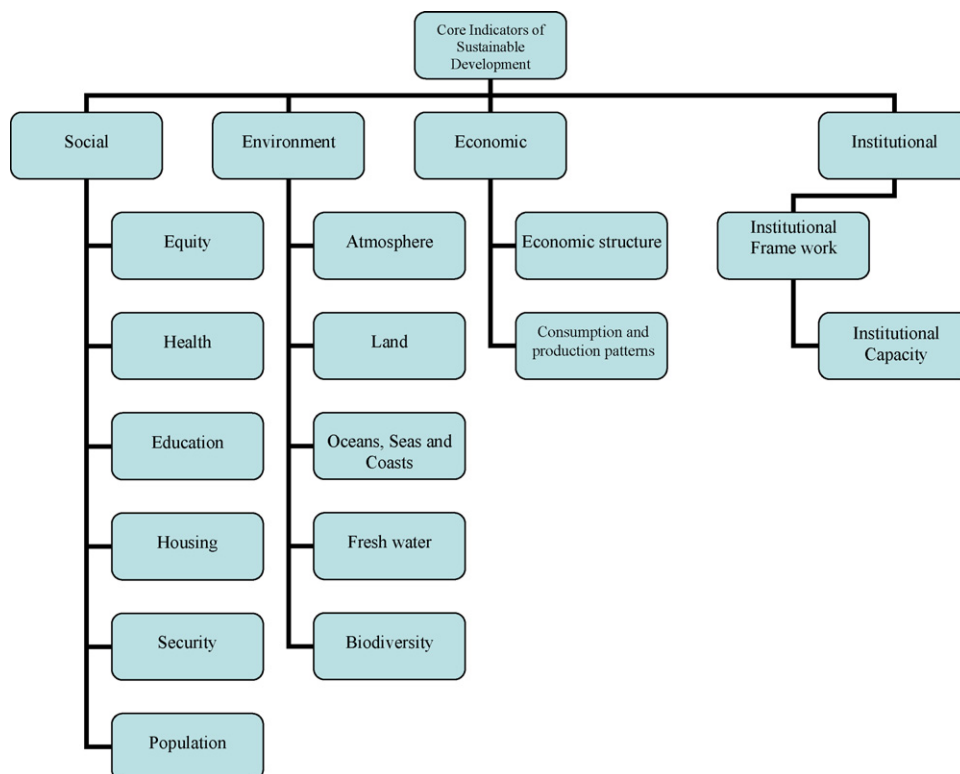 Core Indicators of
Sustainable
Development
Social
Environment
Economic
Institutional
Equity
Health
Education
Housing
Security
Population
Atmosphere
Land
Oceans, Seas and
Coasts
Fresh water
Biodiversity
Economic structure
Consumption and
production patterns
Institutional
Frame work
Institutional
Capacity